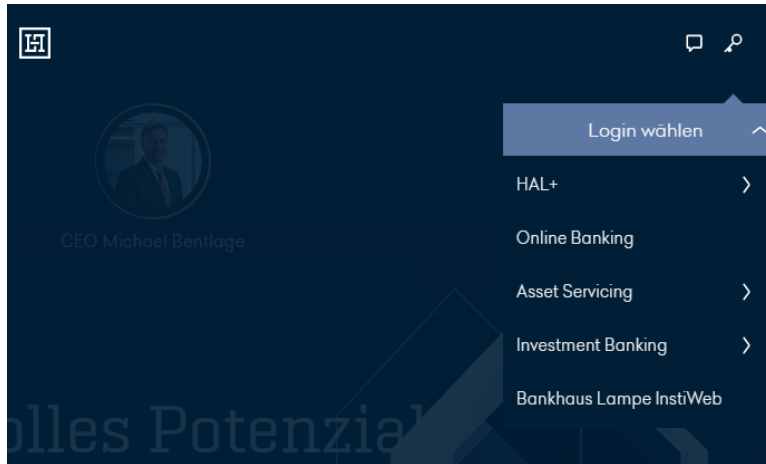 Login wählen
HAL+
Online Banking
CEO Michael Bentlage
Asset Servicing
Investment Banking
Bankhaus Lampe InstiWeb
olles Potenzial